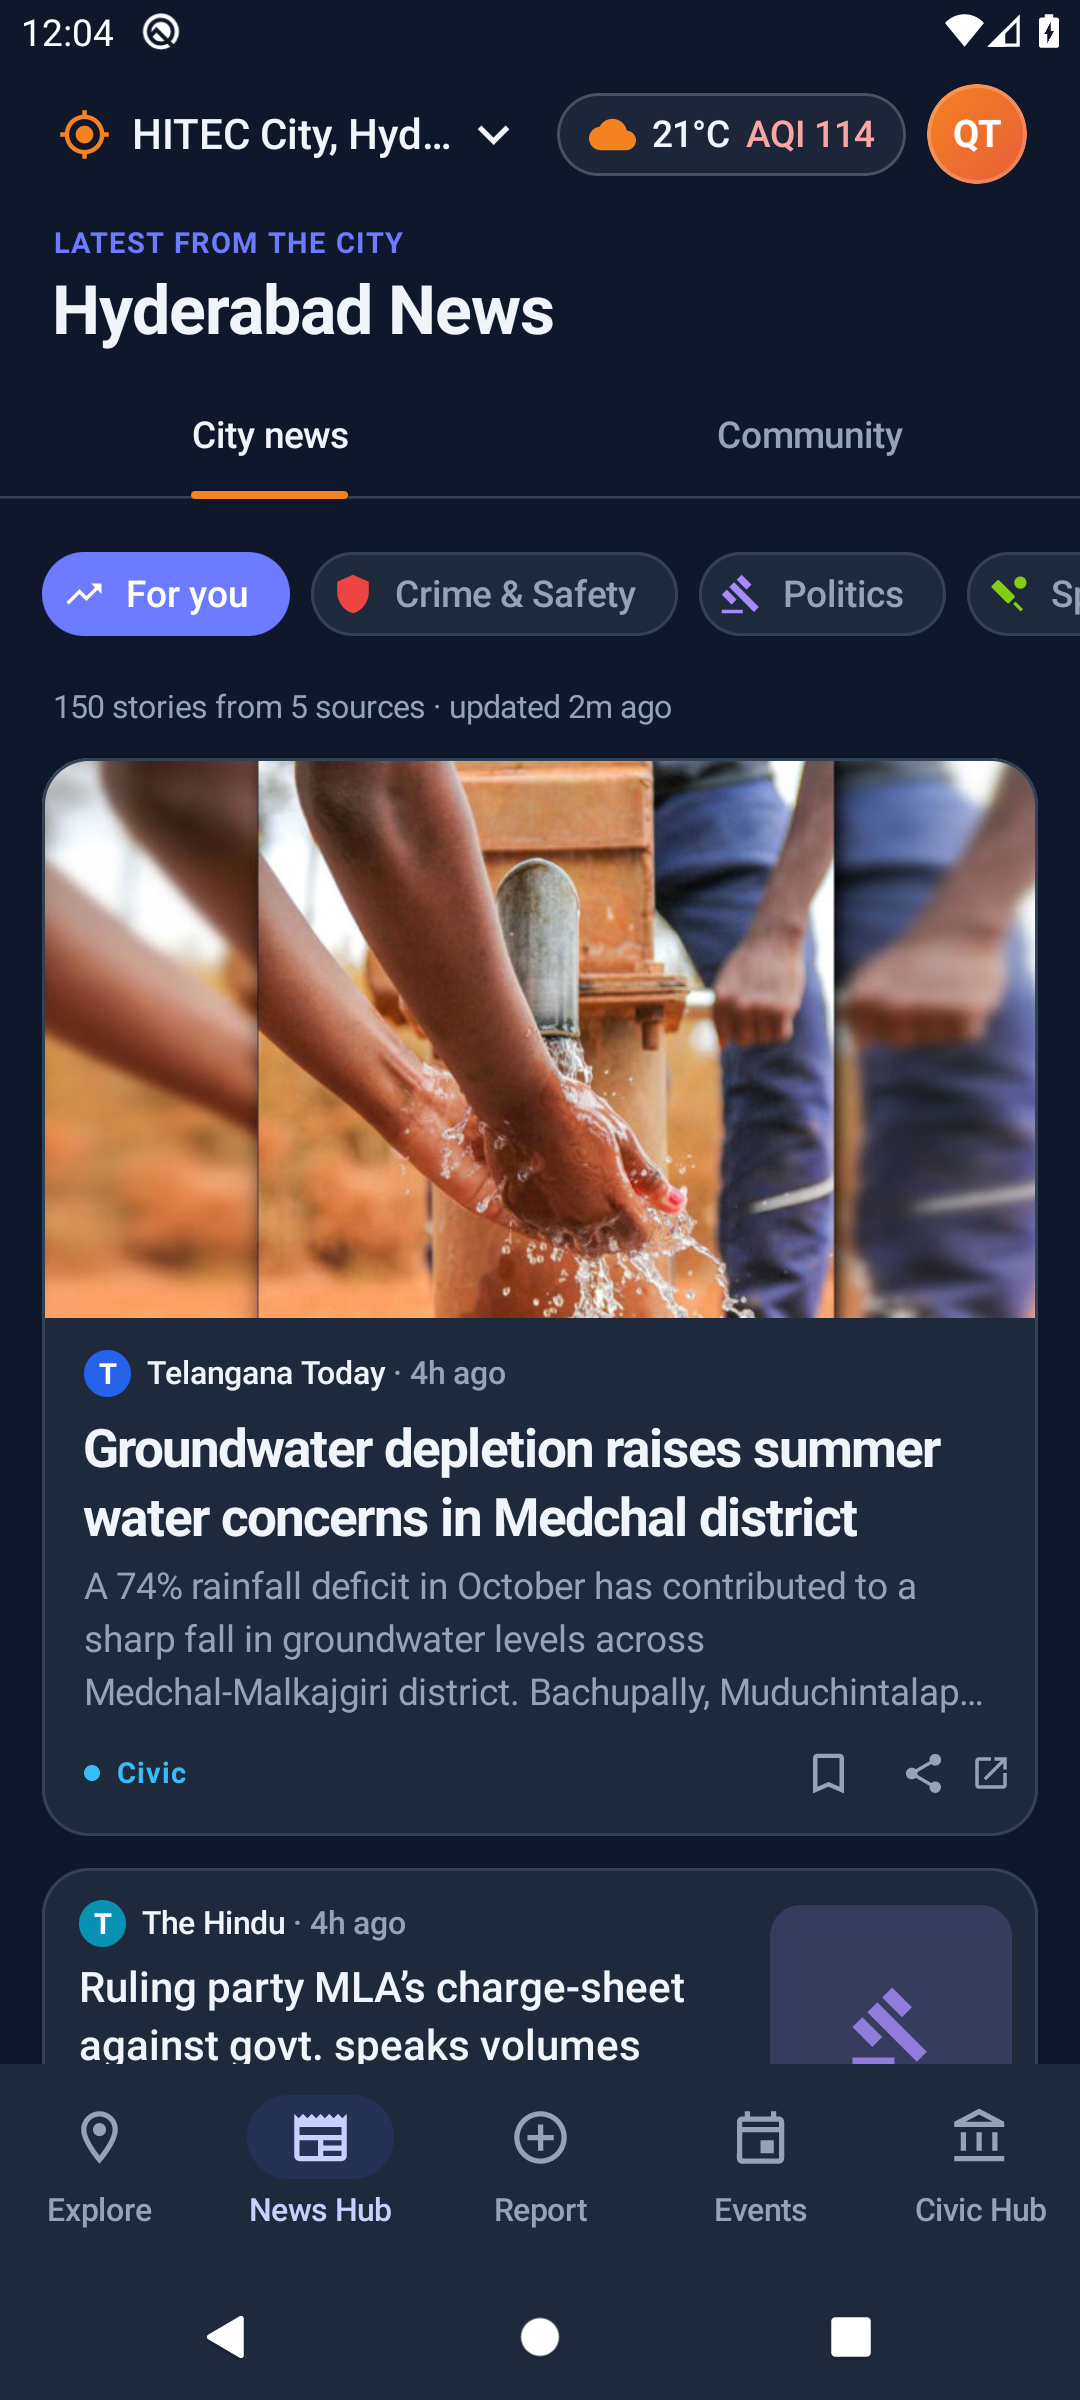 12:04
HITEC City, Hyd...
21°C AQI 114
QT
LATEST FROM THE CITY
Hyderabad News
City news
Community
For you
Crime & Safety
Politics
Sp
150 stories from 5 sources · updated 2m ago
T Telangana Today · 4h ago
Groundwater depletion raises summer
water concerns in Medchal district
A 74% rainfall deficit in October has contributed to a
sharp fall in groundwater levels across
Medchal-Malkajgiri district. Bachupally, Muduchintalap...
Civic
T The Hindu · 4h ago
Ruling party MLA’s charge-sheet
against govt. speaks volumes
Explore
News Hub
Report
Events
Civic Hub